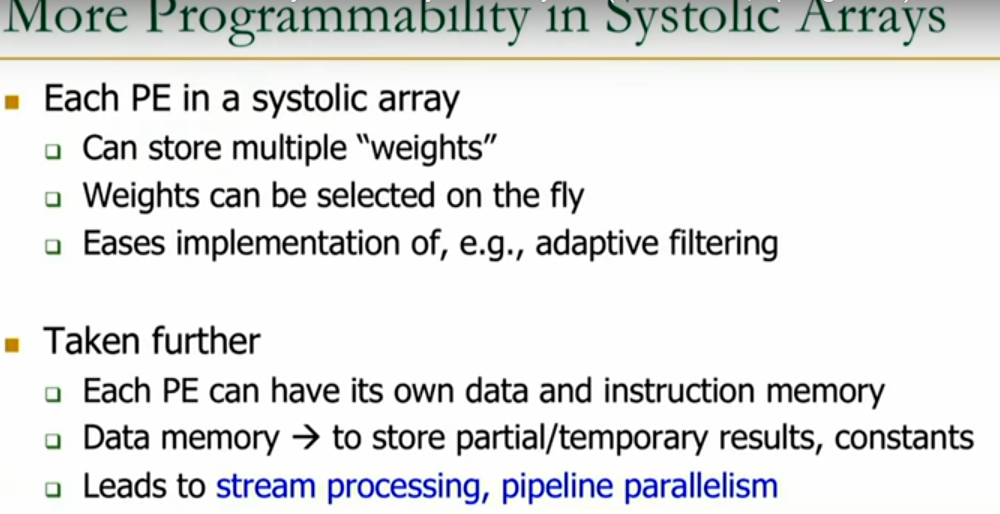 More Programmability in Systolic Arrays
Each PE in a systolic array
Can store multiple “weights”
Weights can be selected on the fly
Eases implementation of, e.g., adaptive filtering
Taken further
Each PE can have its own data and instruction memory
Data memory → to store partial/temporary results, constants
Leads to stream processing, pipeline parallelism